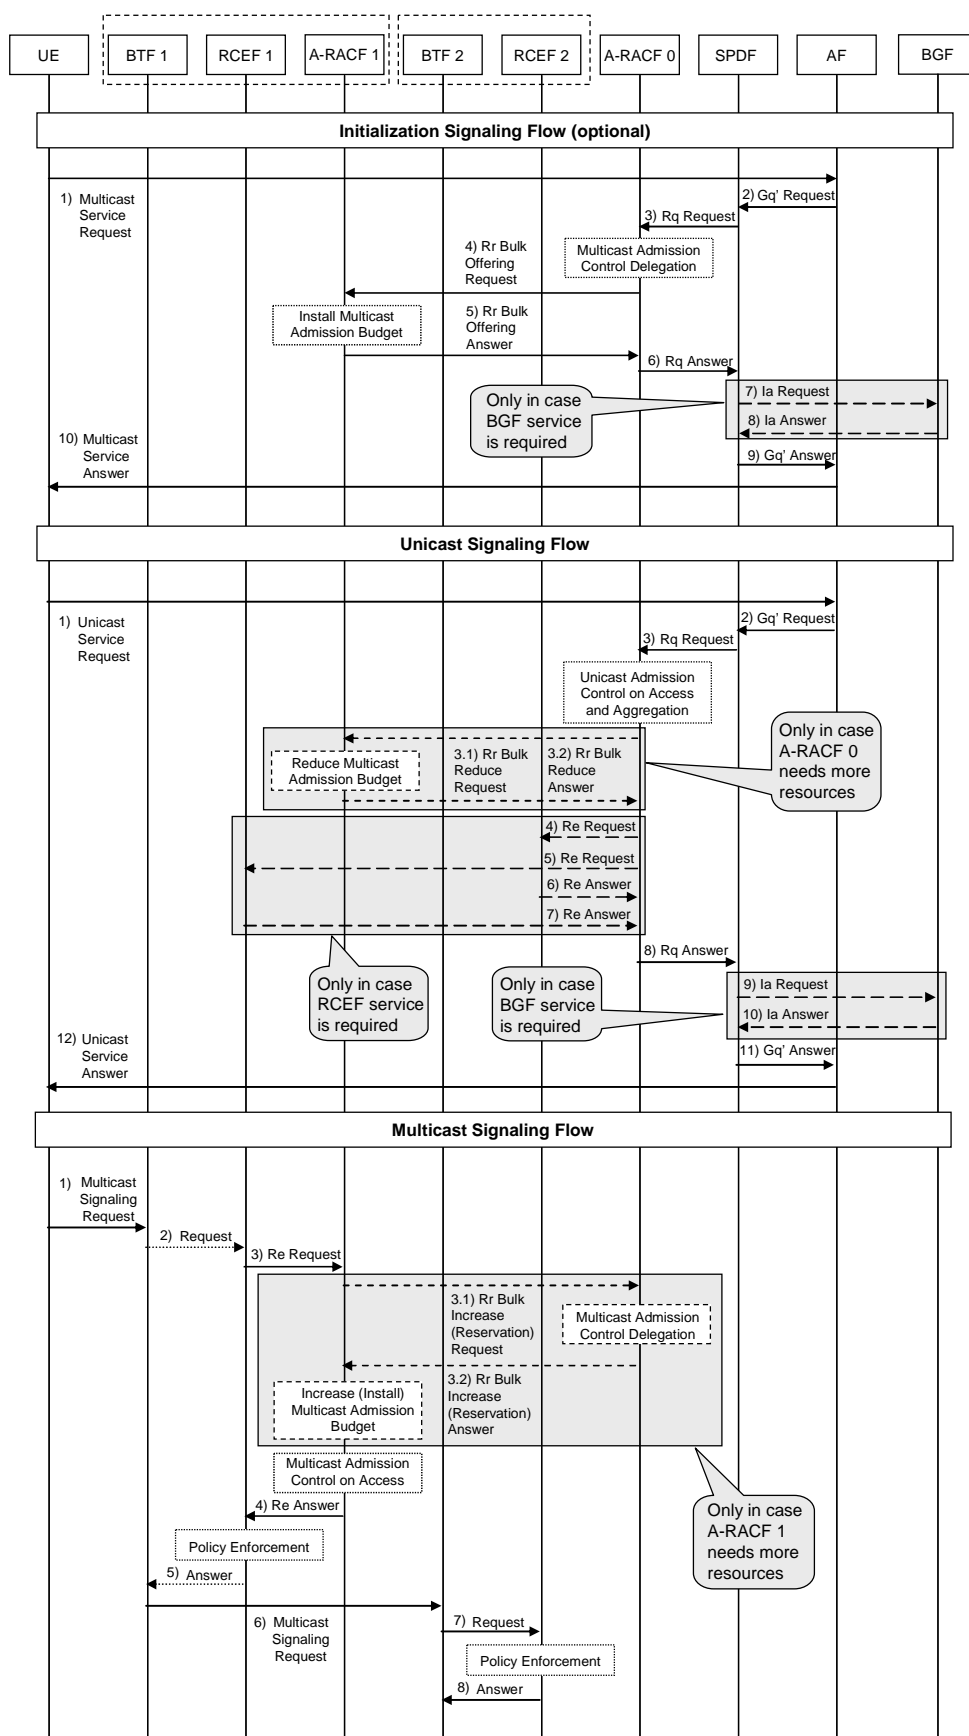 UE
BTF 1
RCEF 1
A-RACF 1
BTF 2
RCEF 2
A-RACF 0
SPDF
AF
BGF
Initialization Signaling Flow (optional)
1) Multicast
Service
Request
2) Gq' Request
3) Rq Request
Multicast Admission
Control Delegation
4) Rr Bulk
Offering
Request
Install Multicast
Admission Budget
5) Rr Bulk
Offering
Answer
6) Rq Answer
Only in case
BGF service
is required
7) Ia Request
8) Ia Answer
9) Gq' Answer
10) Multicast
Service
Answer
Unicast Signaling Flow
1) Unicast
Service
Request
2) Gq' Request
3) Rq Request
Unicast Admission
Control on Access
and Aggregation
Only in case
A-RACF 0
needs more
resources
Reduce Multicast
Admission Budget
3.1) Rr Bulk
Reduce
Request
3.2) Rr Bulk
Reduce
Answer
4) Re Request
5) Re Request
6) Re Answer
7) Re Answer
8) Rq Answer
Only in case
RCEF service
is required
Only in case
BGF service
is required
9) Ia Request
10) Ia Answer
11) Gq' Answer
12) Unicast
Service
Answer
Multicast Signaling Flow
1) Multicast
Signaling
Request
2) Request
3) Re Request
3.1) Rr Bulk
Increase
(Reservation)
Request
Multicast Admission
Control Delegation
3.2) Rr Bulk
Increase
(Reservation)
Answer
Increase (Install)
Multicast Admission
Budget
Multicast Admission
Control on Access
Only in case
A-RACF 1
needs more
resources
4) Re Answer
Policy Enforcement
5) Answer
6) Multicast
Signaling
Request
7) Request
Policy Enforcement
8) Answer